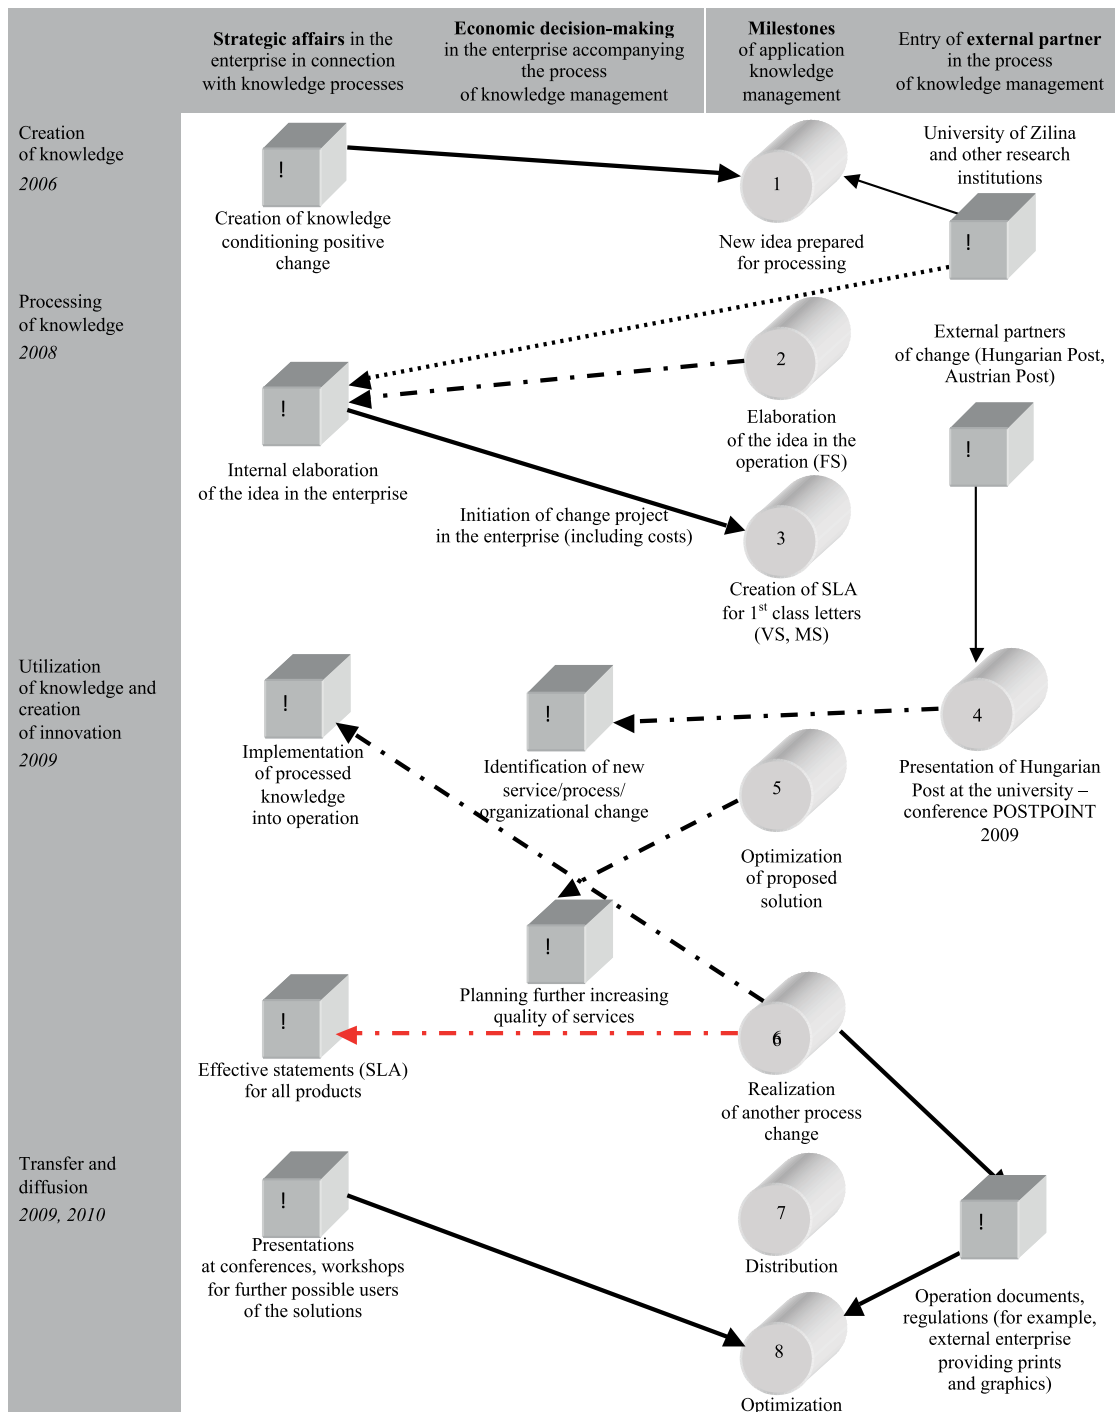 Strategic affairs in the
enterprise in connection
with knowledge processes
Economic decision-making
in the enterprise accompanying
the process
of knowledge management
Milestones
of application
knowledge
management
Entry of external partner
in the process
of knowledge management
Creation
of knowledge
2006
!
Creation of knowledge
conditioning positive
change
1
New idea prepared
for processing
University of Zilina
and other research
institutions
!
Processing
of knowledge
2008
!
Internal elaboration
of the idea in the enterprise
Initiation of change project
in the enterprise (including costs)
2
Elaboration
of the idea in the
operation (FS)
3
Creation of SLA
for 1st class letters
(VS, MS)
External partners
of change (Hungarian Post,
Austrian Post)
!
Utilization
of knowledge and
creation
of innovation
2009
!
Implementation
of processed
knowledge
into operation
!
Identification of new
service/process/
organizational change
4
Presentation of Hungarian
Post at the university –
conference POSTPOINT
2009
5
Optimization
of proposed
solution
!
Planning further increasing
quality of services
!
Effective statements (SLA)
for all products
6
Realization
of another process
change
Transfer and
diffusion
2009, 2010
!
Presentations
at conferences, workshops
for further possible users
of the solutions
7
Distribution
!
Operation documents,
regulations (for example,
external enterprise
providing prints
and graphics)
8
Optimization